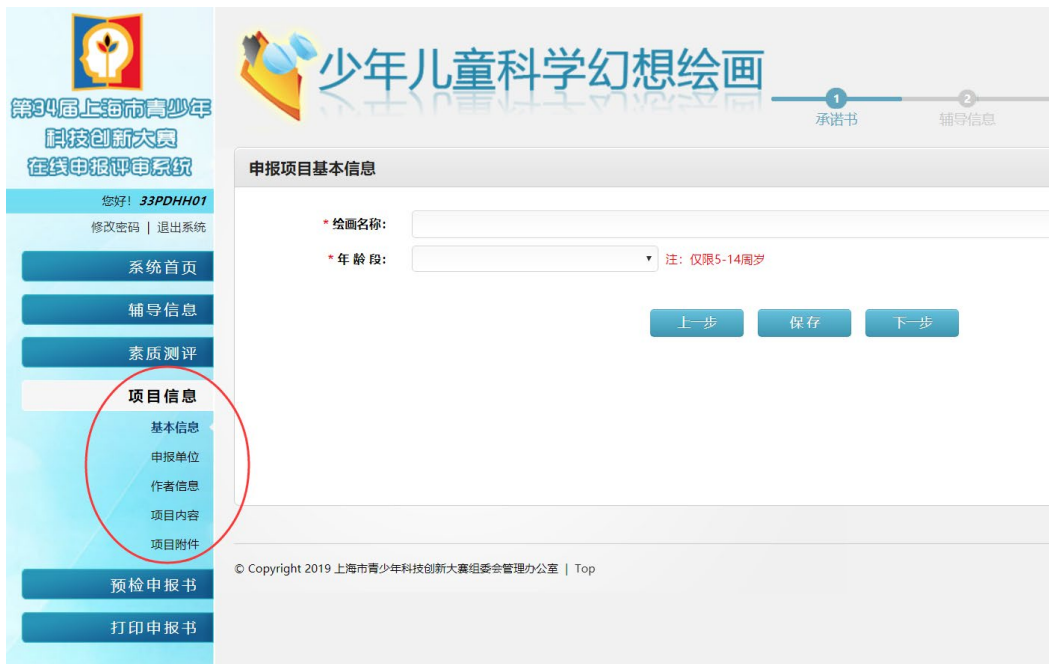 第34届上海市青少年
科技创新大赛
在线申报评审系统
您好！33PDHH01
修改密码 | 退出系统
系统首页
辅导信息
素质测评
项目信息
基本信息
申报单位
作者信息
项目内容
项目附件
预检申报书
打印申报书
少年儿童科学幻想绘画
1
承诺书
2
辅导信息
申报项目基本信息
* 绘画名称：
* 年 龄 段： 注：仅限5-14周岁
上一步 保存 下一步
© Copyright 2019 上海市青少年科技创新大赛组委会管理办公室 | Top